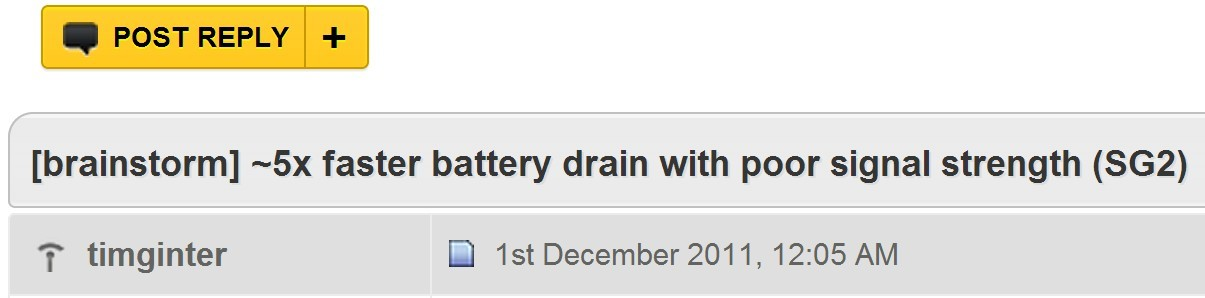 POST REPLY +
[brainstorm] ~5x faster battery drain with poor signal strength (SG2)
timginter 1st December 2011, 12:05 AM